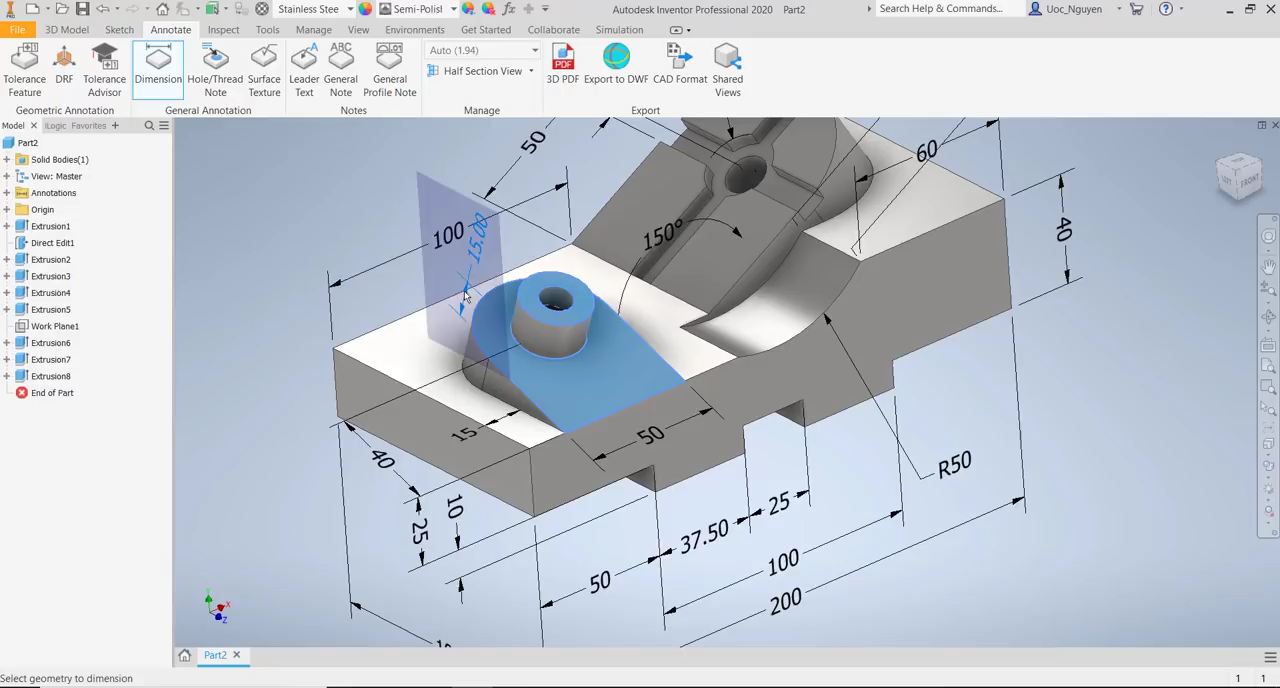 Stainless Stee
Semi-Polish
Autodesk Inventor Professional 2020 Part2
Search Help & Commands...
Uoc_Nguyen
File
3D Model
Sketch
Annotate
Inspect
Tools
Manage
View
Environments
Get Started
Collaborate
Simulation
Tolerance
Feature
DRF
Tolerance
Advisor
Dimension
Hole/Thread
Note
Surface
Texture
Leader
Text
General
Note
General
Profile Note
Auto (1.94)
Half Section View
3D PDF
Export to DWF
CAD Format
Shared
Views
Geometric Annotation
General Annotation
Notes
Manage
Export
Model
iLogic
Favorites
Part2
Solid Bodies(1)
View: Master
Annotations
Origin
Extrusion1
Direct Edit1
Extrusion2
Extrusion3
Extrusion4
Extrusion5
Work Plane1
Extrusion6
Extrusion7
Extrusion8
End of Part
50
60
100
15.00
150°
40
15
50
40
R50
10
25
25
37.50
50
100
200
FRONT
Part2
Select geometry to dimension
1 1